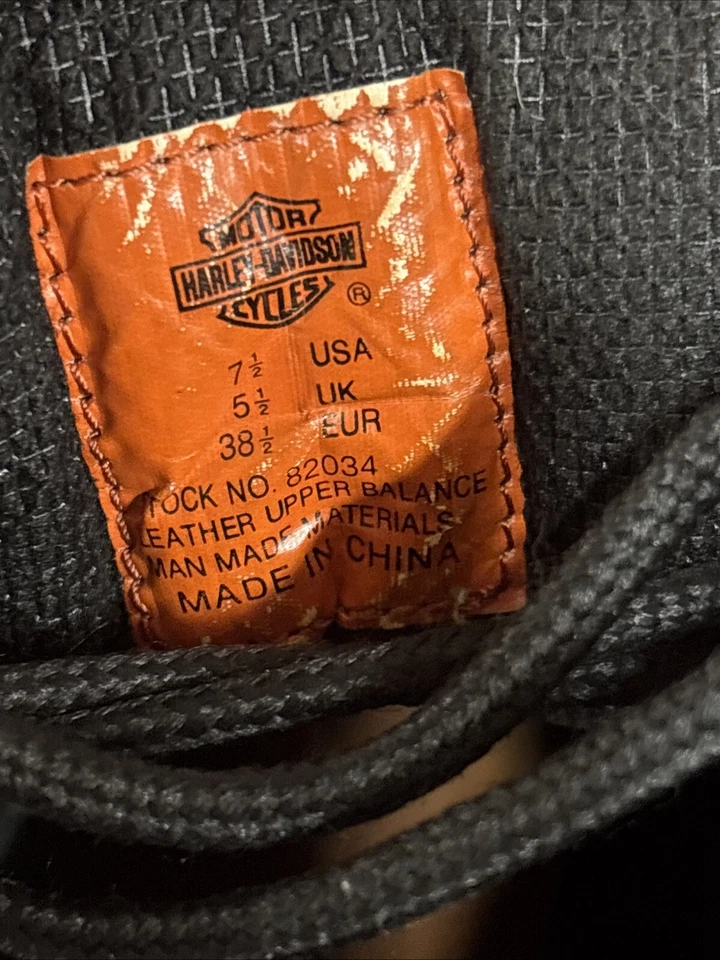 MOTOR
HARLEY-DAVIDSON
CYCLES ®
7½ USA
5½ UK
38½ EUR
TOCK NO. 82034
LEATHER UPPER BALANCE
MAN MADE MATERIALS
MADE IN CHINA